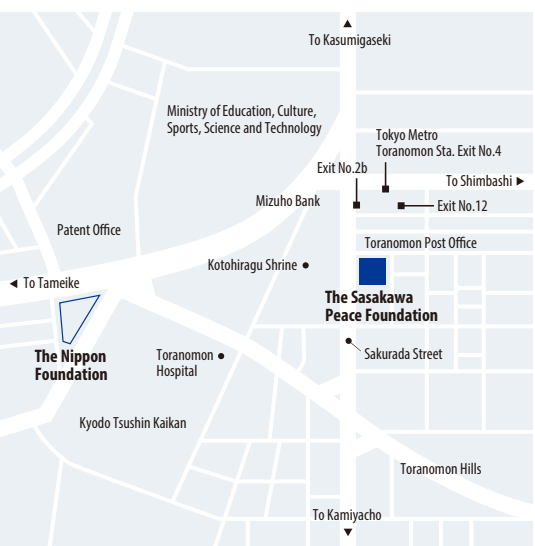 To Kasumigaseki
Ministry of Education, Culture,
Sports, Science and Technology
Tokyo Metro
Toranomon Sta. Exit No.4
Exit No.2b
To Shimbashi
Mizuho Bank
Exit No.12
Patent Office
Toranomon Post Office
Kotohiragu Shrine
To Tameike
The Sasakawa
Peace Foundation
The Nippon
Foundation
Toranomon
Hospital
Sakurada Street
Kyodo Tsushin Kaikan
Toranomon Hills
To Kamiyacho